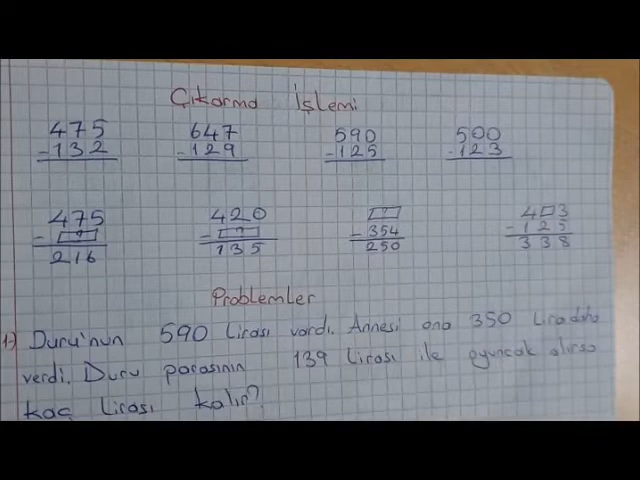 Çıkarma İşlemi
475 647 590 500
-132 -129 -125 -123
475 420 □ 4□3
- ? - ? -354 -125
216 135 250 338
Problemler
1-) Duru'nun 590 Lirası vardı. Annesi ona 350 Lira daha
verdi. Duru parasının 139 Lirası ile oyuncak alırsa
kaç Lirası kalır?